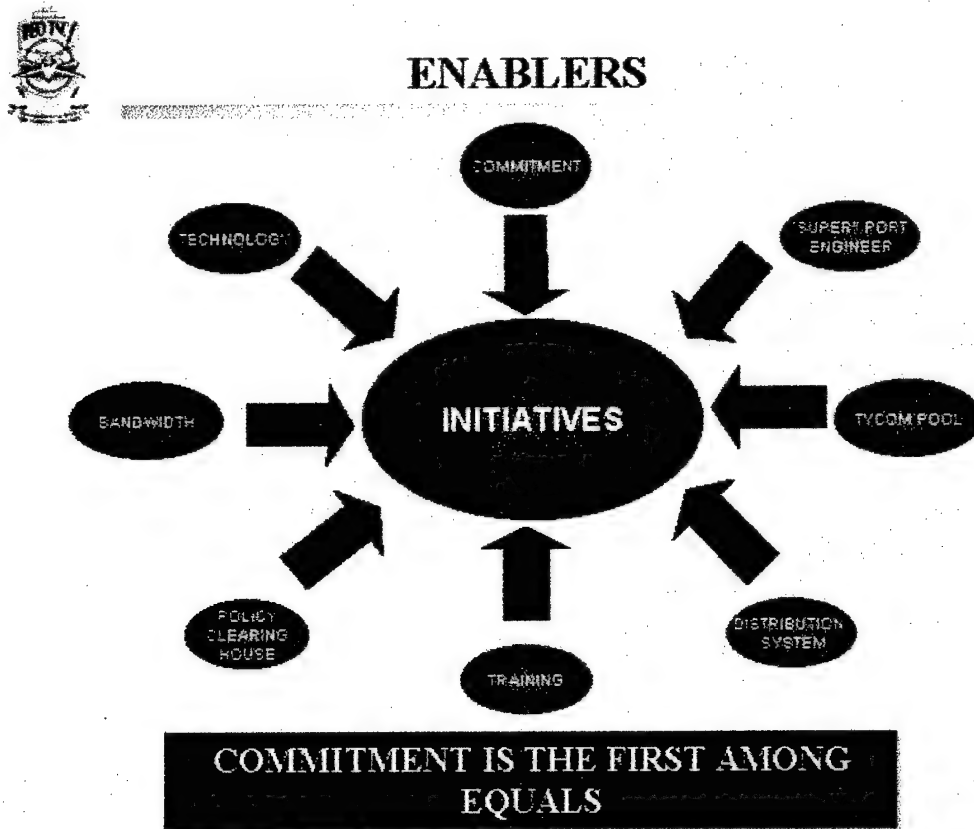 ENABLERS
COMMITMENT
TECHNOLOGY
"SUPER" PORT
ENGINEER
BANDWIDTH
INITIATIVES
TYCOM POOL
POLICY
CLEARING
HOUSE
TRAINING
DISTRIBUTION
SYSTEM
COMMITMENT IS THE FIRST AMONG
EQUALS